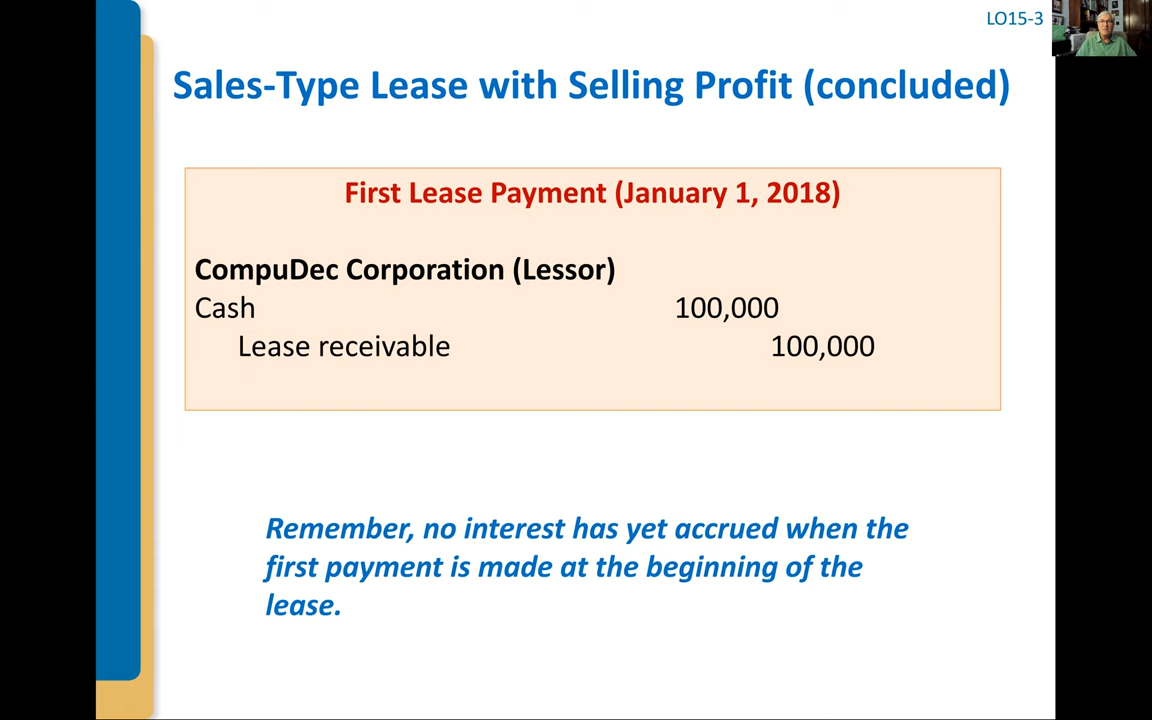 LO15-3
Sales-Type Lease with Selling Profit (concluded)
First Lease Payment (January 1, 2018)
CompuDec Corporation (Lessor)
Cash 100,000
Lease receivable 100,000
Remember, no interest has yet accrued when the
first payment is made at the beginning of the
lease.